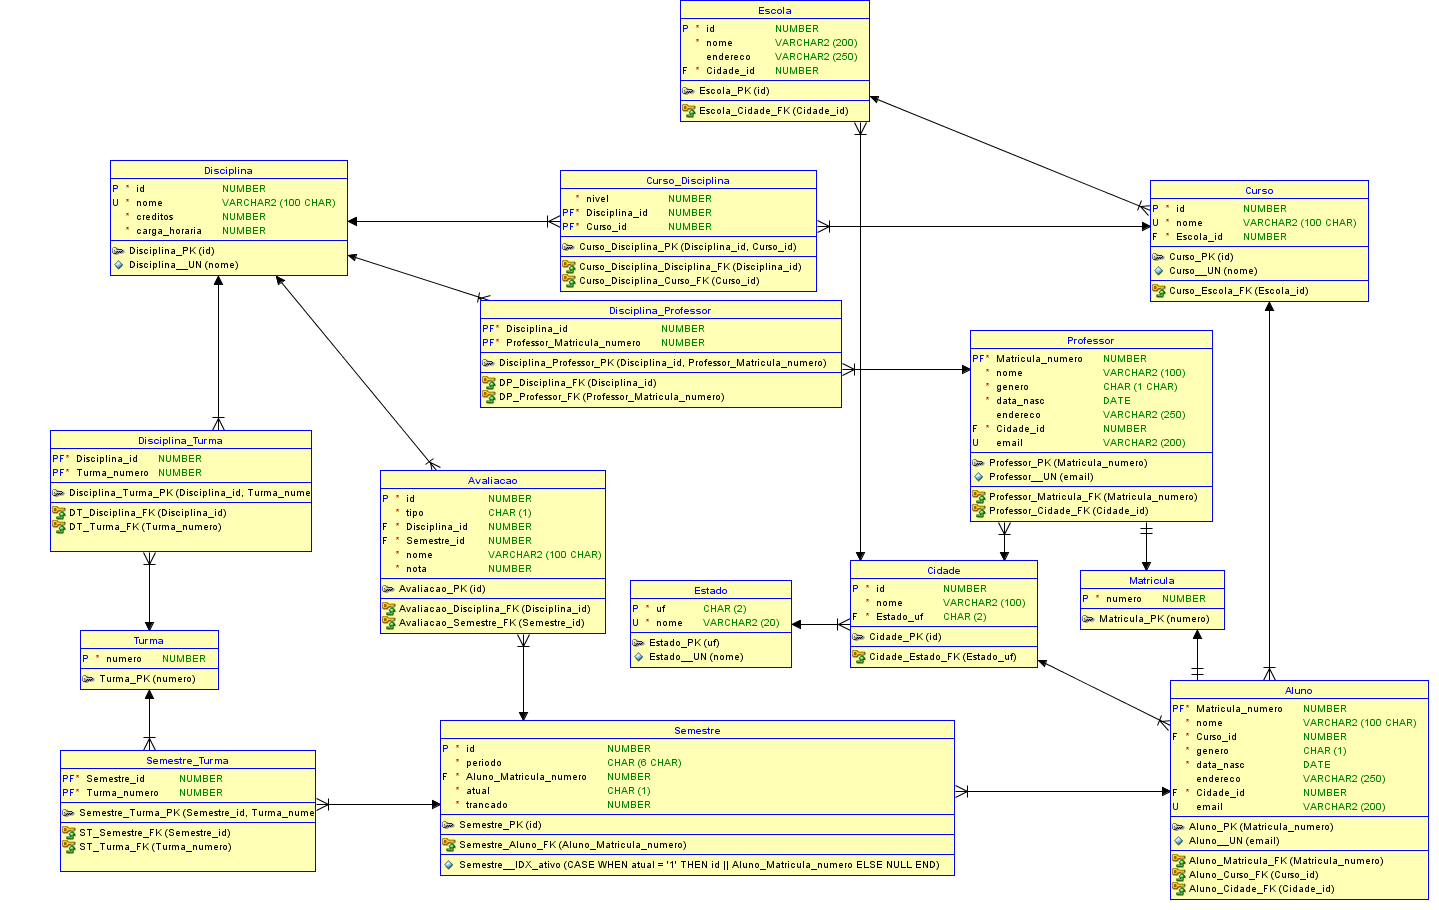 Escola
P * id NUMBER
* nome VARCHAR2 (200)
endereco VARCHAR2 (250)
F * Cidade_id NUMBER
Escola_PK (id)
Escola_Cidade_FK (Cidade_id)
Disciplina
P * id NUMBER
U * nome VARCHAR2 (100 CHAR)
* creditos NUMBER
* carga_horaria NUMBER
Disciplina_PK (id)
Disciplina__UN (nome)
Curso_Disciplina
* nivel NUMBER
PF* Disciplina_id NUMBER
PF* Curso_id NUMBER
Curso_Disciplina_PK (Disciplina_id, Curso_id)
Curso_Disciplina_Disciplina_FK (Disciplina_id)
Curso_Disciplina_Curso_FK (Curso_id)
Curso
P * id NUMBER
U * nome VARCHAR2 (100 CHAR)
F * Escola_id NUMBER
Curso_PK (id)
Curso__UN (nome)
Curso_Escola_FK (Escola_id)
Disciplina_Professor
PF* Disciplina_id NUMBER
PF* Professor_Matricula_numero NUMBER
Disciplina_Professor_PK (Disciplina_id, Professor_Matricula_numero)
DP_Disciplina_FK (Disciplina_id)
DP_Professor_FK (Professor_Matricula_numero)
Professor
PF* Matricula_numero NUMBER
* nome VARCHAR2 (100)
* genero CHAR (1 CHAR)
* data_nasc DATE
endereco VARCHAR2 (250)
F * Cidade_id NUMBER
U email VARCHAR2 (200)
Professor_PK (Matricula_numero)
Professor__UN (email)
Professor_Matricula_FK (Matricula_numero)
Professor_Cidade_FK (Cidade_id)
Disciplina_Turma
PF* Disciplina_id NUMBER
PF* Turma_numero NUMBER
Disciplina_Turma_PK (Disciplina_id, Turma_nume
DT_Disciplina_FK (Disciplina_id)
DT_Turma_FK (Turma_numero)
Avaliacao
P * id NUMBER
* tipo CHAR (1)
F * Disciplina_id NUMBER
F * Semestre_id NUMBER
* nome VARCHAR2 (100 CHAR)
* nota NUMBER
Avaliacao_PK (id)
Avaliacao_Disciplina_FK (Disciplina_id)
Avaliacao_Semestre_FK (Semestre_id)
Estado
P * uf CHAR (2)
U * nome VARCHAR2 (20)
Estado_PK (uf)
Estado__UN (nome)
Cidade
P * id NUMBER
* nome VARCHAR2 (100)
F * Estado_uf CHAR (2)
Cidade_PK (id)
Cidade_Estado_FK (Estado_uf)
Matricula
P * numero NUMBER
Matricula_PK (numero)
Turma
P * numero NUMBER
Turma_PK (numero)
Semestre_Turma
PF* Semestre_id NUMBER
PF* Turma_numero NUMBER
Semestre_Turma_PK (Semestre_id, Turma_nume
ST_Semestre_FK (Semestre_id)
ST_Turma_FK (Turma_numero)
Semestre
P * id NUMBER
* periodo CHAR (6 CHAR)
F * Aluno_Matricula_numero NUMBER
* atual CHAR (1)
* trancado NUMBER
Semestre_PK (id)
Semestre_Aluno_FK (Aluno_Matricula_numero)
Semestre__IDX_ativo (CASE WHEN atual = '1' THEN id || Aluno_Matricula_numero ELSE NULL END)
Aluno
PF* Matricula_numero NUMBER
* nome VARCHAR2 (100 CHAR)
F * Curso_id NUMBER
* genero CHAR (1)
* data_nasc DATE
endereco VARCHAR2 (250)
F * Cidade_id NUMBER
U email VARCHAR2 (200)
Aluno_PK (Matricula_numero)
Aluno__UN (email)
Aluno_Matricula_FK (Matricula_numero)
Aluno_Curso_FK (Curso_id)
Aluno_Cidade_FK (Cidade_id)